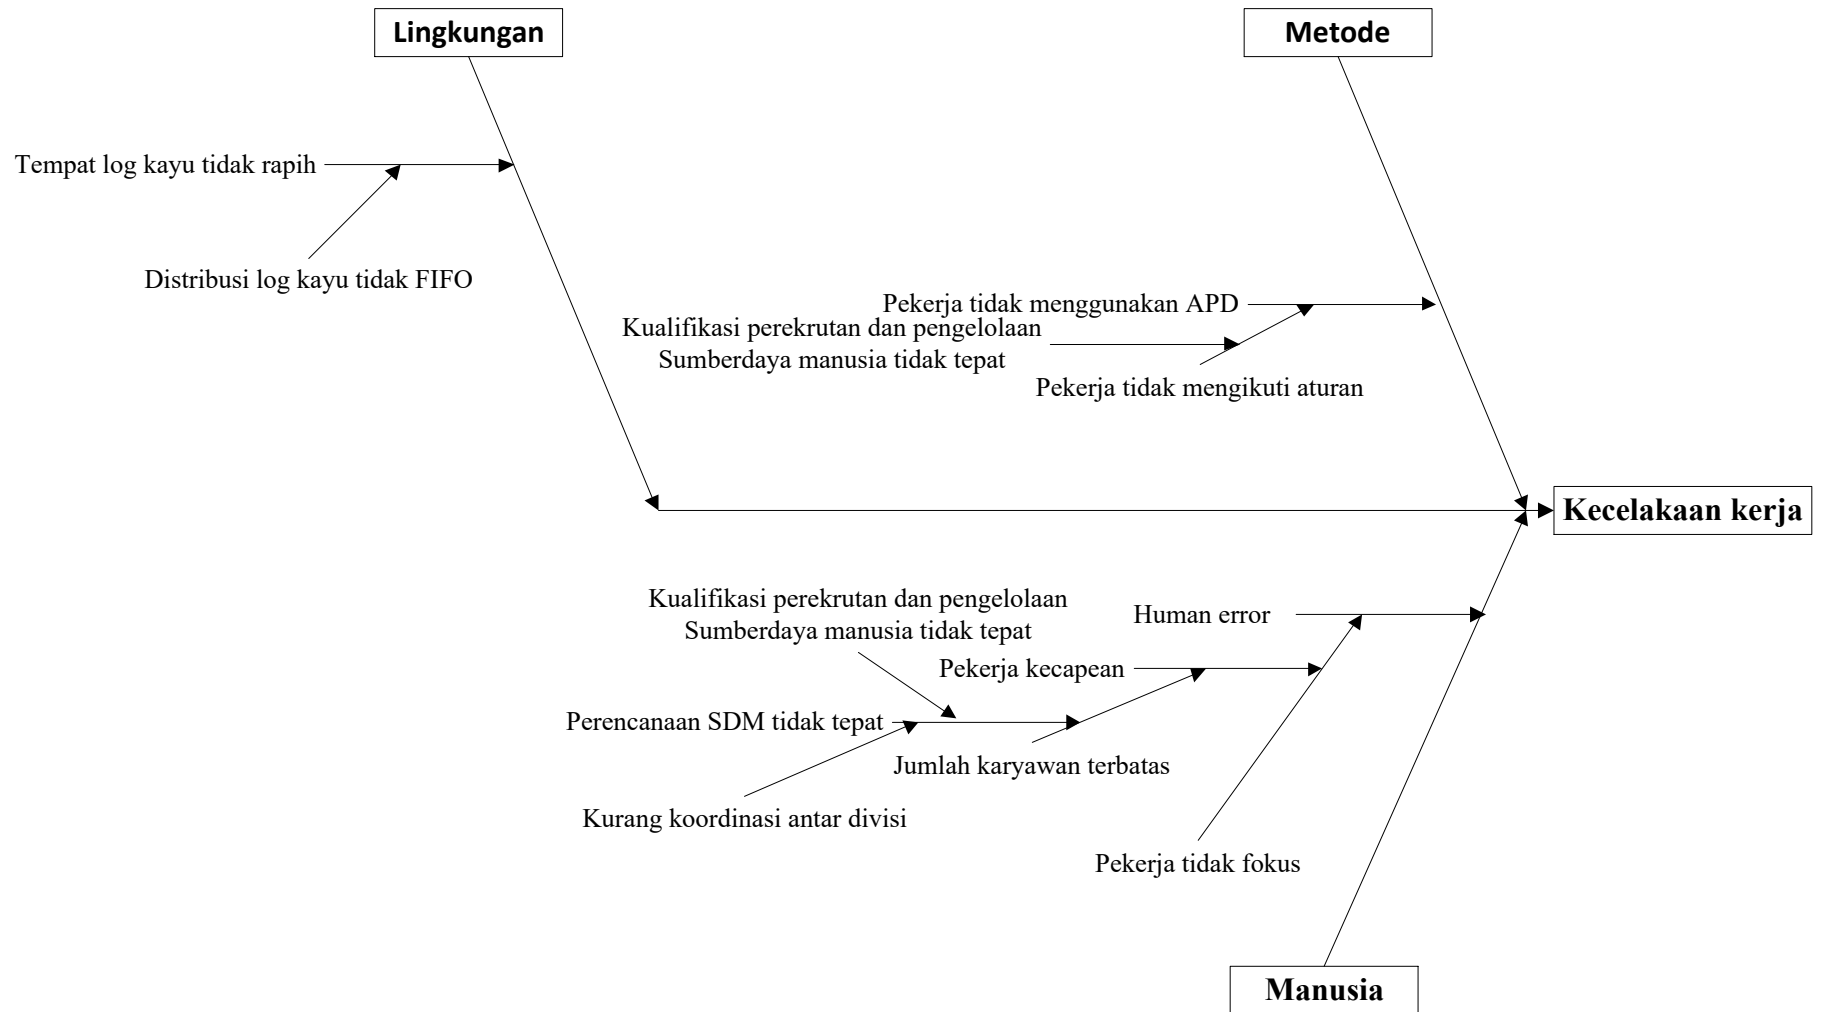 Lingkungan
Metode
Tempat log kayu tidak rapih
Distribusi log kayu tidak FIFO
Pekerja tidak menggunakan APD
Kualifikasi perekrutan dan pengelolaan
Sumberdaya manusia tidak tepat
Pekerja tidak mengikuti aturan
Kecelakaan kerja
Kualifikasi perekrutan dan pengelolaan
Sumberdaya manusia tidak tepat
Human error
Pekerja kecapean
Perencanaan SDM tidak tepat
Jumlah karyawan terbatas
Kurang koordinasi antar divisi
Pekerja tidak fokus
Manusia